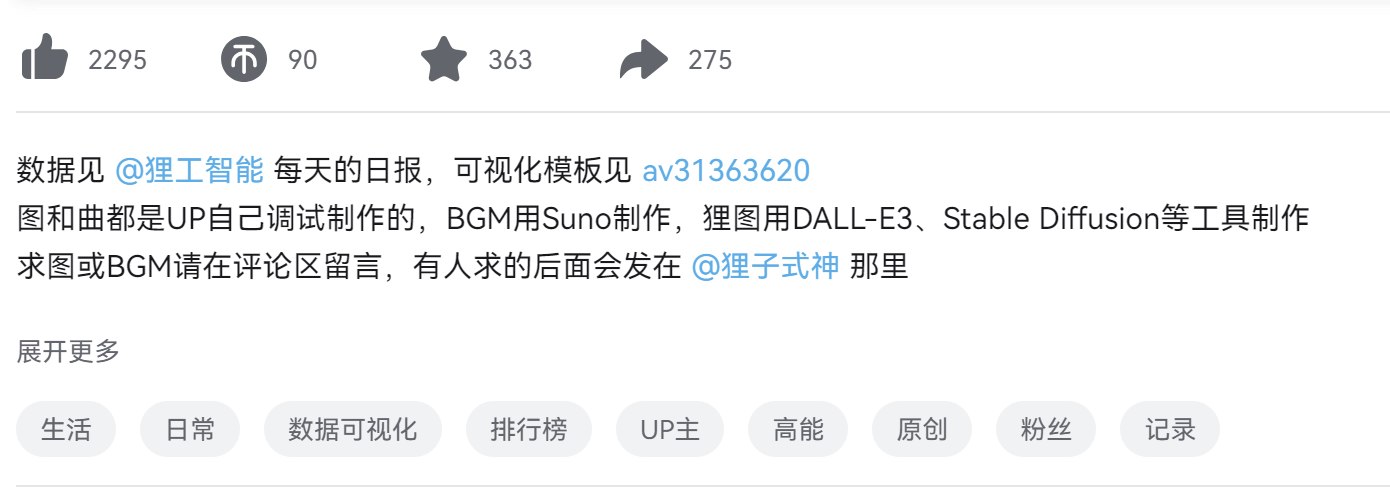 2295 90 363 275
数据见 @狸工智能 每天的日报，可视化模板见 av31363620
图和曲都是UP自己调试制作的，BGM用Suno制作，狸图用DALL-E3、Stable Diffusion等工具制作
求图或BGM请在评论区留言，有人求的后面会发在 @狸子式神 那里
展开更多
生活 日常 数据可视化 排行榜 UP主 高能 原创 粉丝 记录